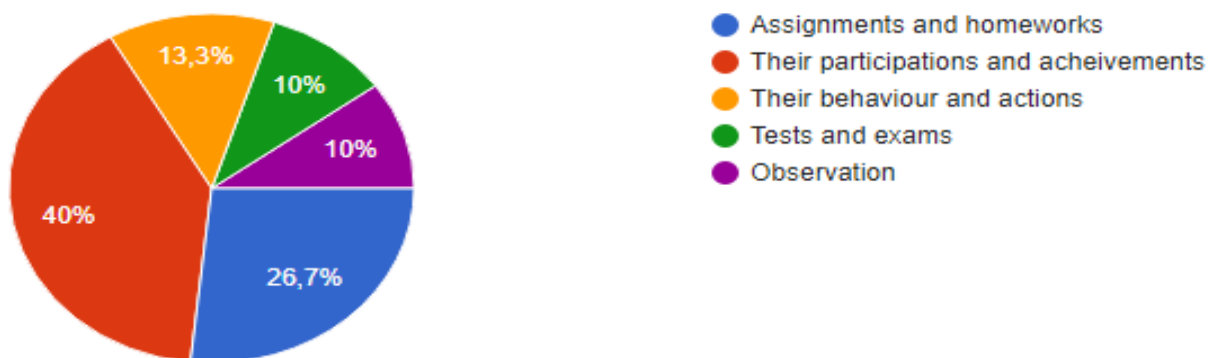 13,3%
10%
10%
40%
26,7%
Assignments and homeworks
Their participations and acheivements
Their behaviour and actions
Tests and exams
Observation